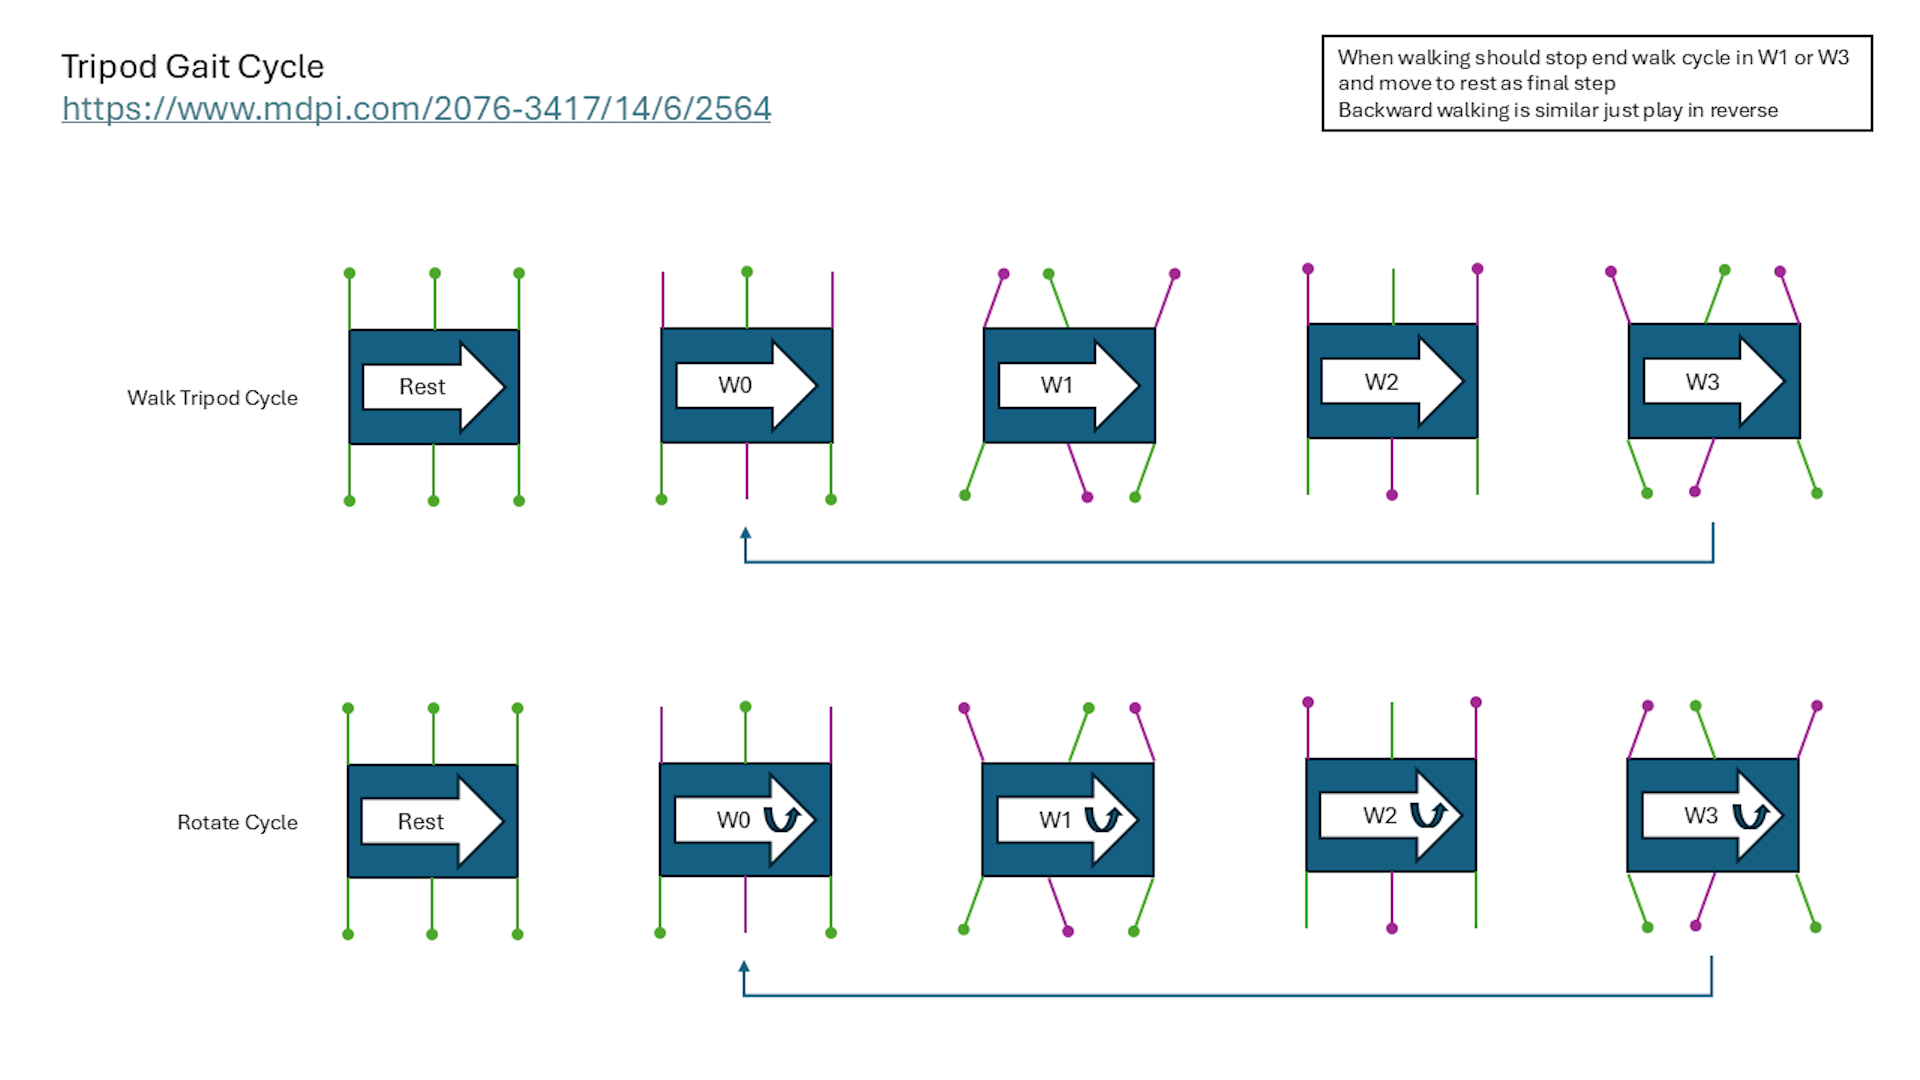 Tripod Gait Cycle
https://www.mdpi.com/2076-3417/14/6/2564
When walking should stop end walk cycle in W1 or W3
and move to rest as final step
Backward walking is similar just play in reverse
Walk Tripod Cycle
Rest
W0
W1
W2
W3
Rotate Cycle
Rest
W0
W1
W2
W3